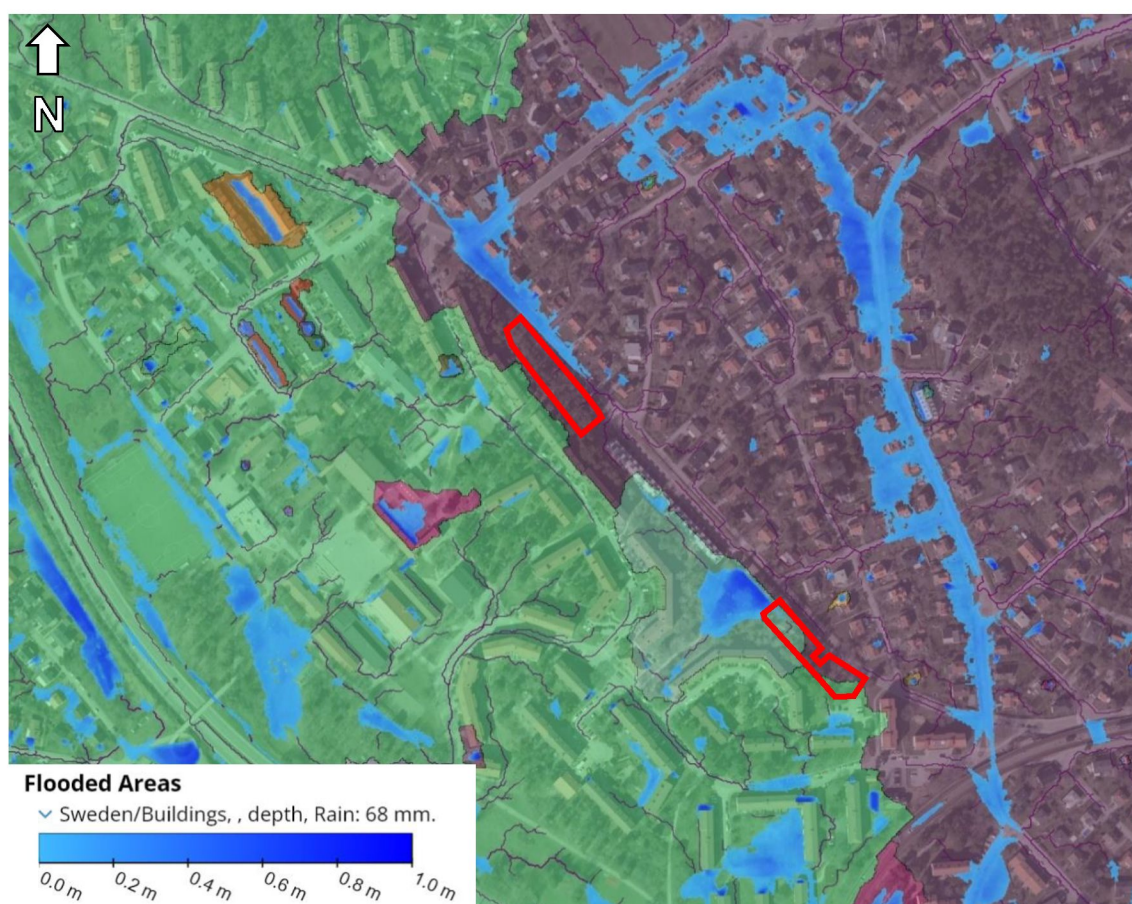 N
Flooded Areas
Sweden/Buildings, , depth, Rain: 68 mm.
0.0 m 0.2 m 0.4 m 0.6 m 0.8 m 1.0 m